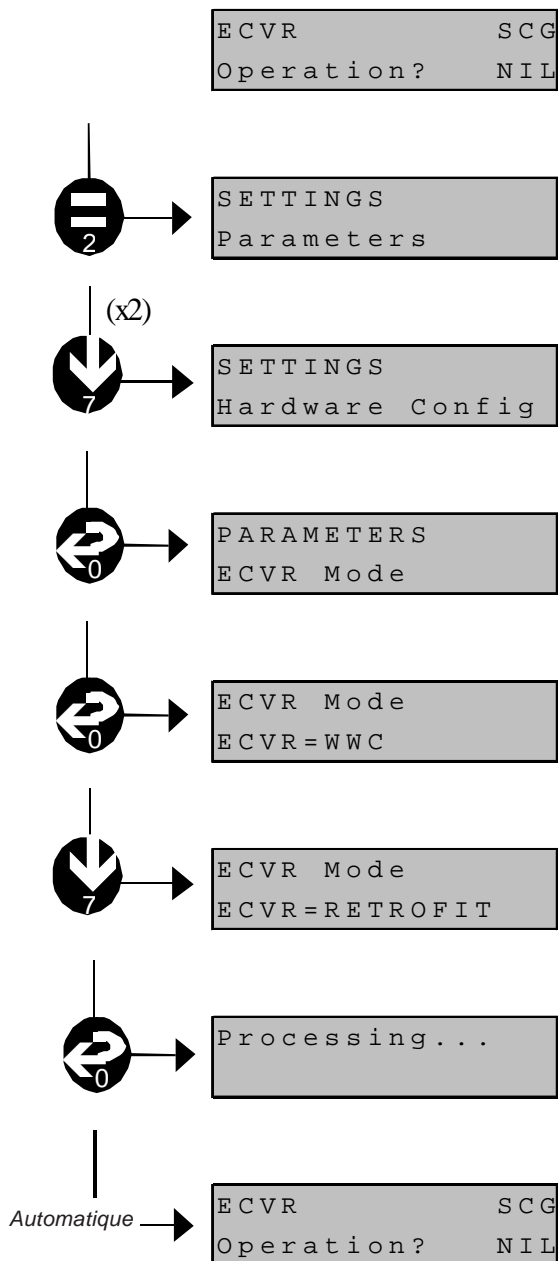 ECVR SCG
Operation? NIL
2
SETTINGS
Parameters
(x2)
7
SETTINGS
Hardware Config
0
PARAMETERS
ECVR Mode
0
ECVR Mode
ECVR=WWC
7
ECVR Mode
ECVR=RETROFIT
0
Processing...
Automatique
ECVR SCG
Operation? NIL